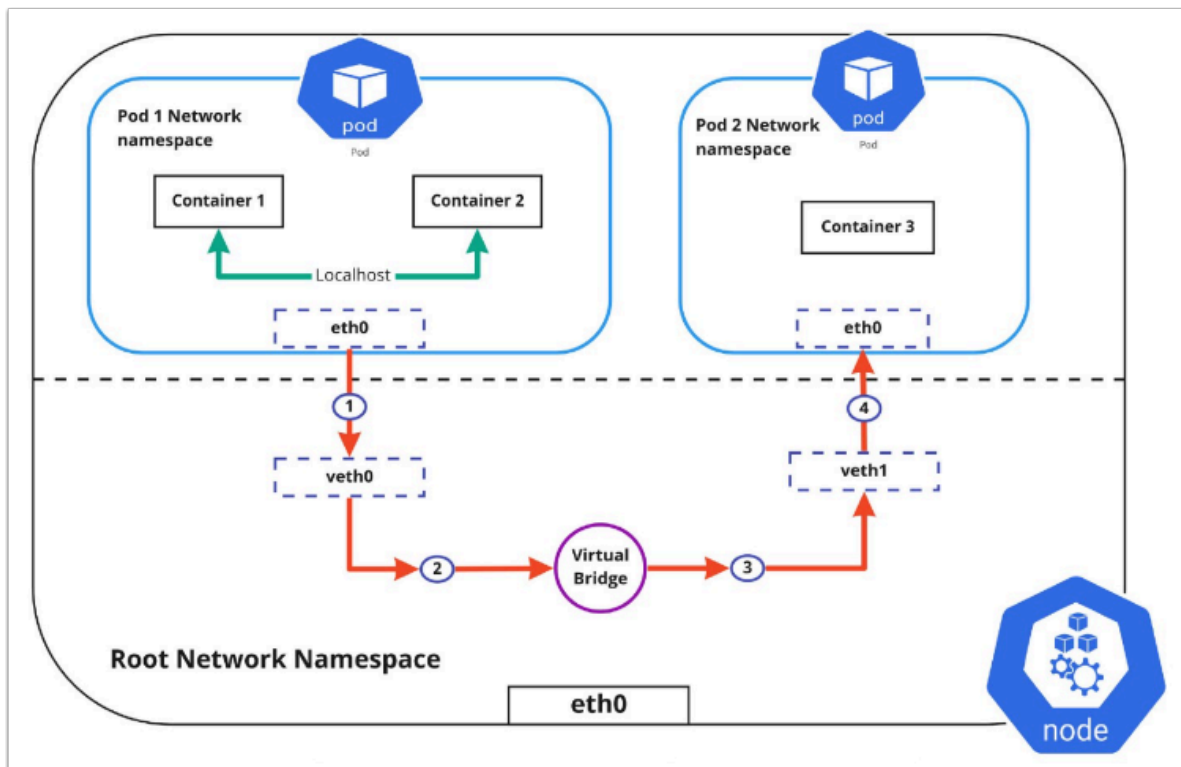 pod
Pod
Pod 1 Network
namespace
Container 1
Container 2
Localhost
eth0
pod
Pod
Pod 2 Network
namespace
Container 3
eth0
1
4
veth0
veth1
2
Virtual
Bridge
3
Root Network Namespace
eth0
node